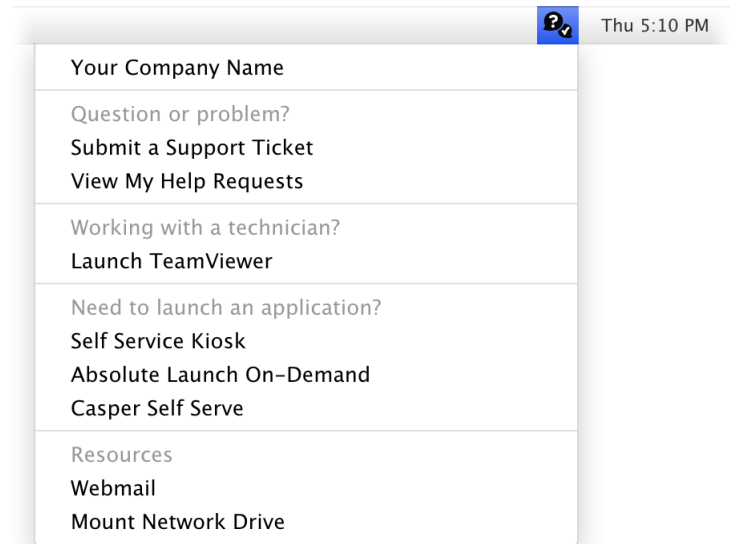 Thu 5:10 PM
Your Company Name
Question or problem?
Submit a Support Ticket
View My Help Requests
Working with a technician?
Launch TeamViewer
Need to launch an application?
Self Service Kiosk
Absolute Launch On-Demand
Casper Self Serve
Resources
Webmail
Mount Network Drive